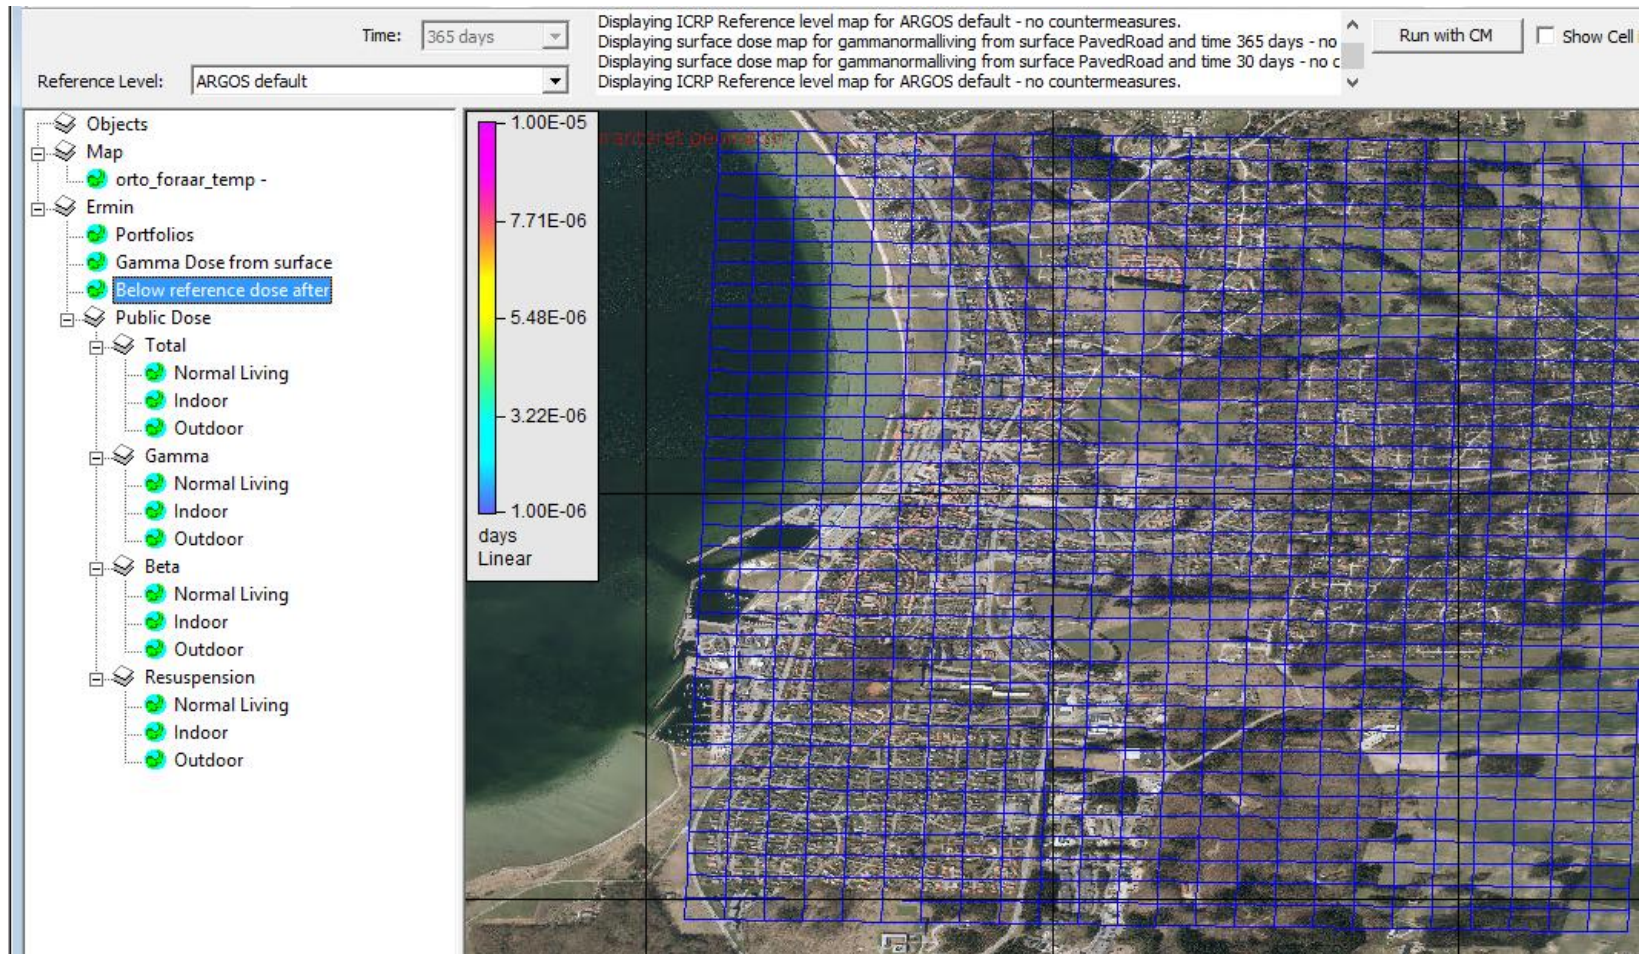 Time:
365 days
Displaying ICRP Reference level map for ARGOS default - no countermeasures.
Displaying surface dose map for gammanormalliving from surface PavedRoad and time 365 days - no
Displaying surface dose map for gammanormalliving from surface PavedRoad and time 30 days - no c
Displaying ICRP Reference level map for ARGOS default - no countermeasures.
Run with CM
Show Cell
Reference Level:
ARGOS default
Objects
Map
orto_foraar_temp -
Ermin
Portfolios
Gamma Dose from surface
Below reference dose after
Public Dose
Total
Normal Living
Indoor
Outdoor
Gamma
Normal Living
Indoor
Outdoor
Beta
Normal Living
Indoor
Outdoor
Resuspension
Normal Living
Indoor
Outdoor
1.00E-05
7.71E-06
5.48E-06
3.22E-06
1.00E-06
days
Linear